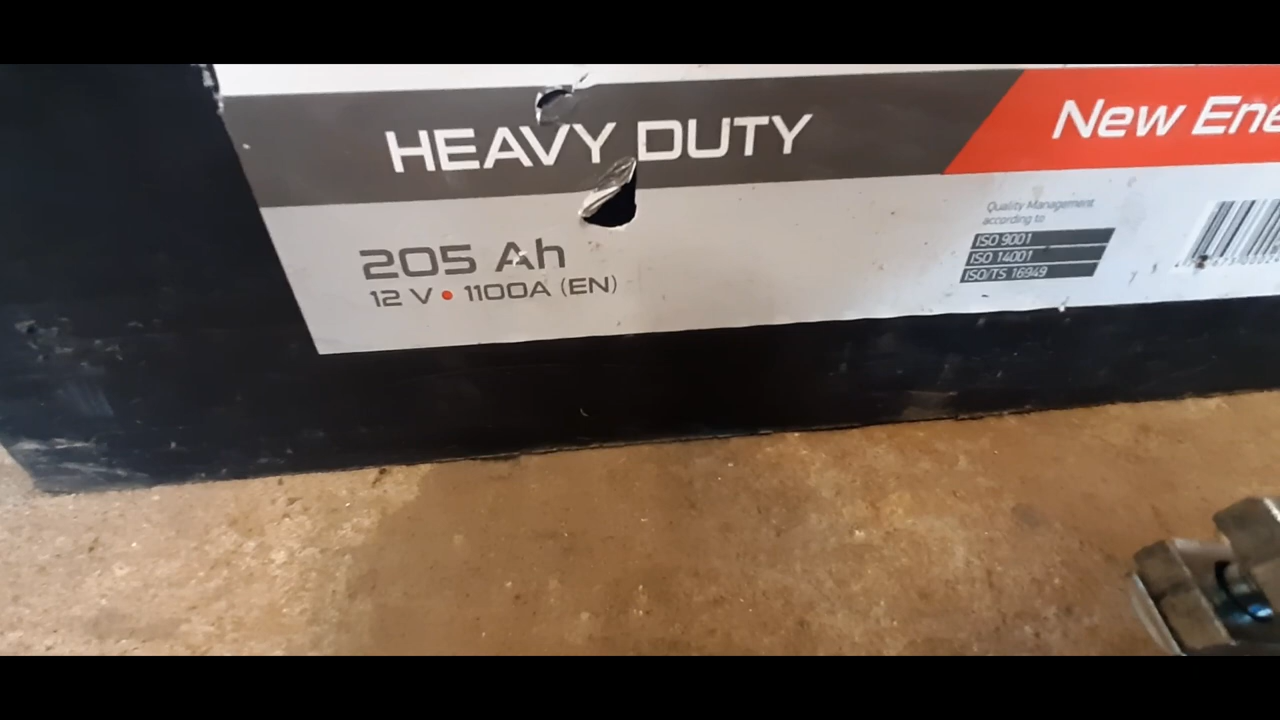 HEAVY DUTY
New Ene
205 Ah
12 V • 1100A (EN)
Quality Management
according to
ISO 9001
ISO 14001
ISO/TS 16949